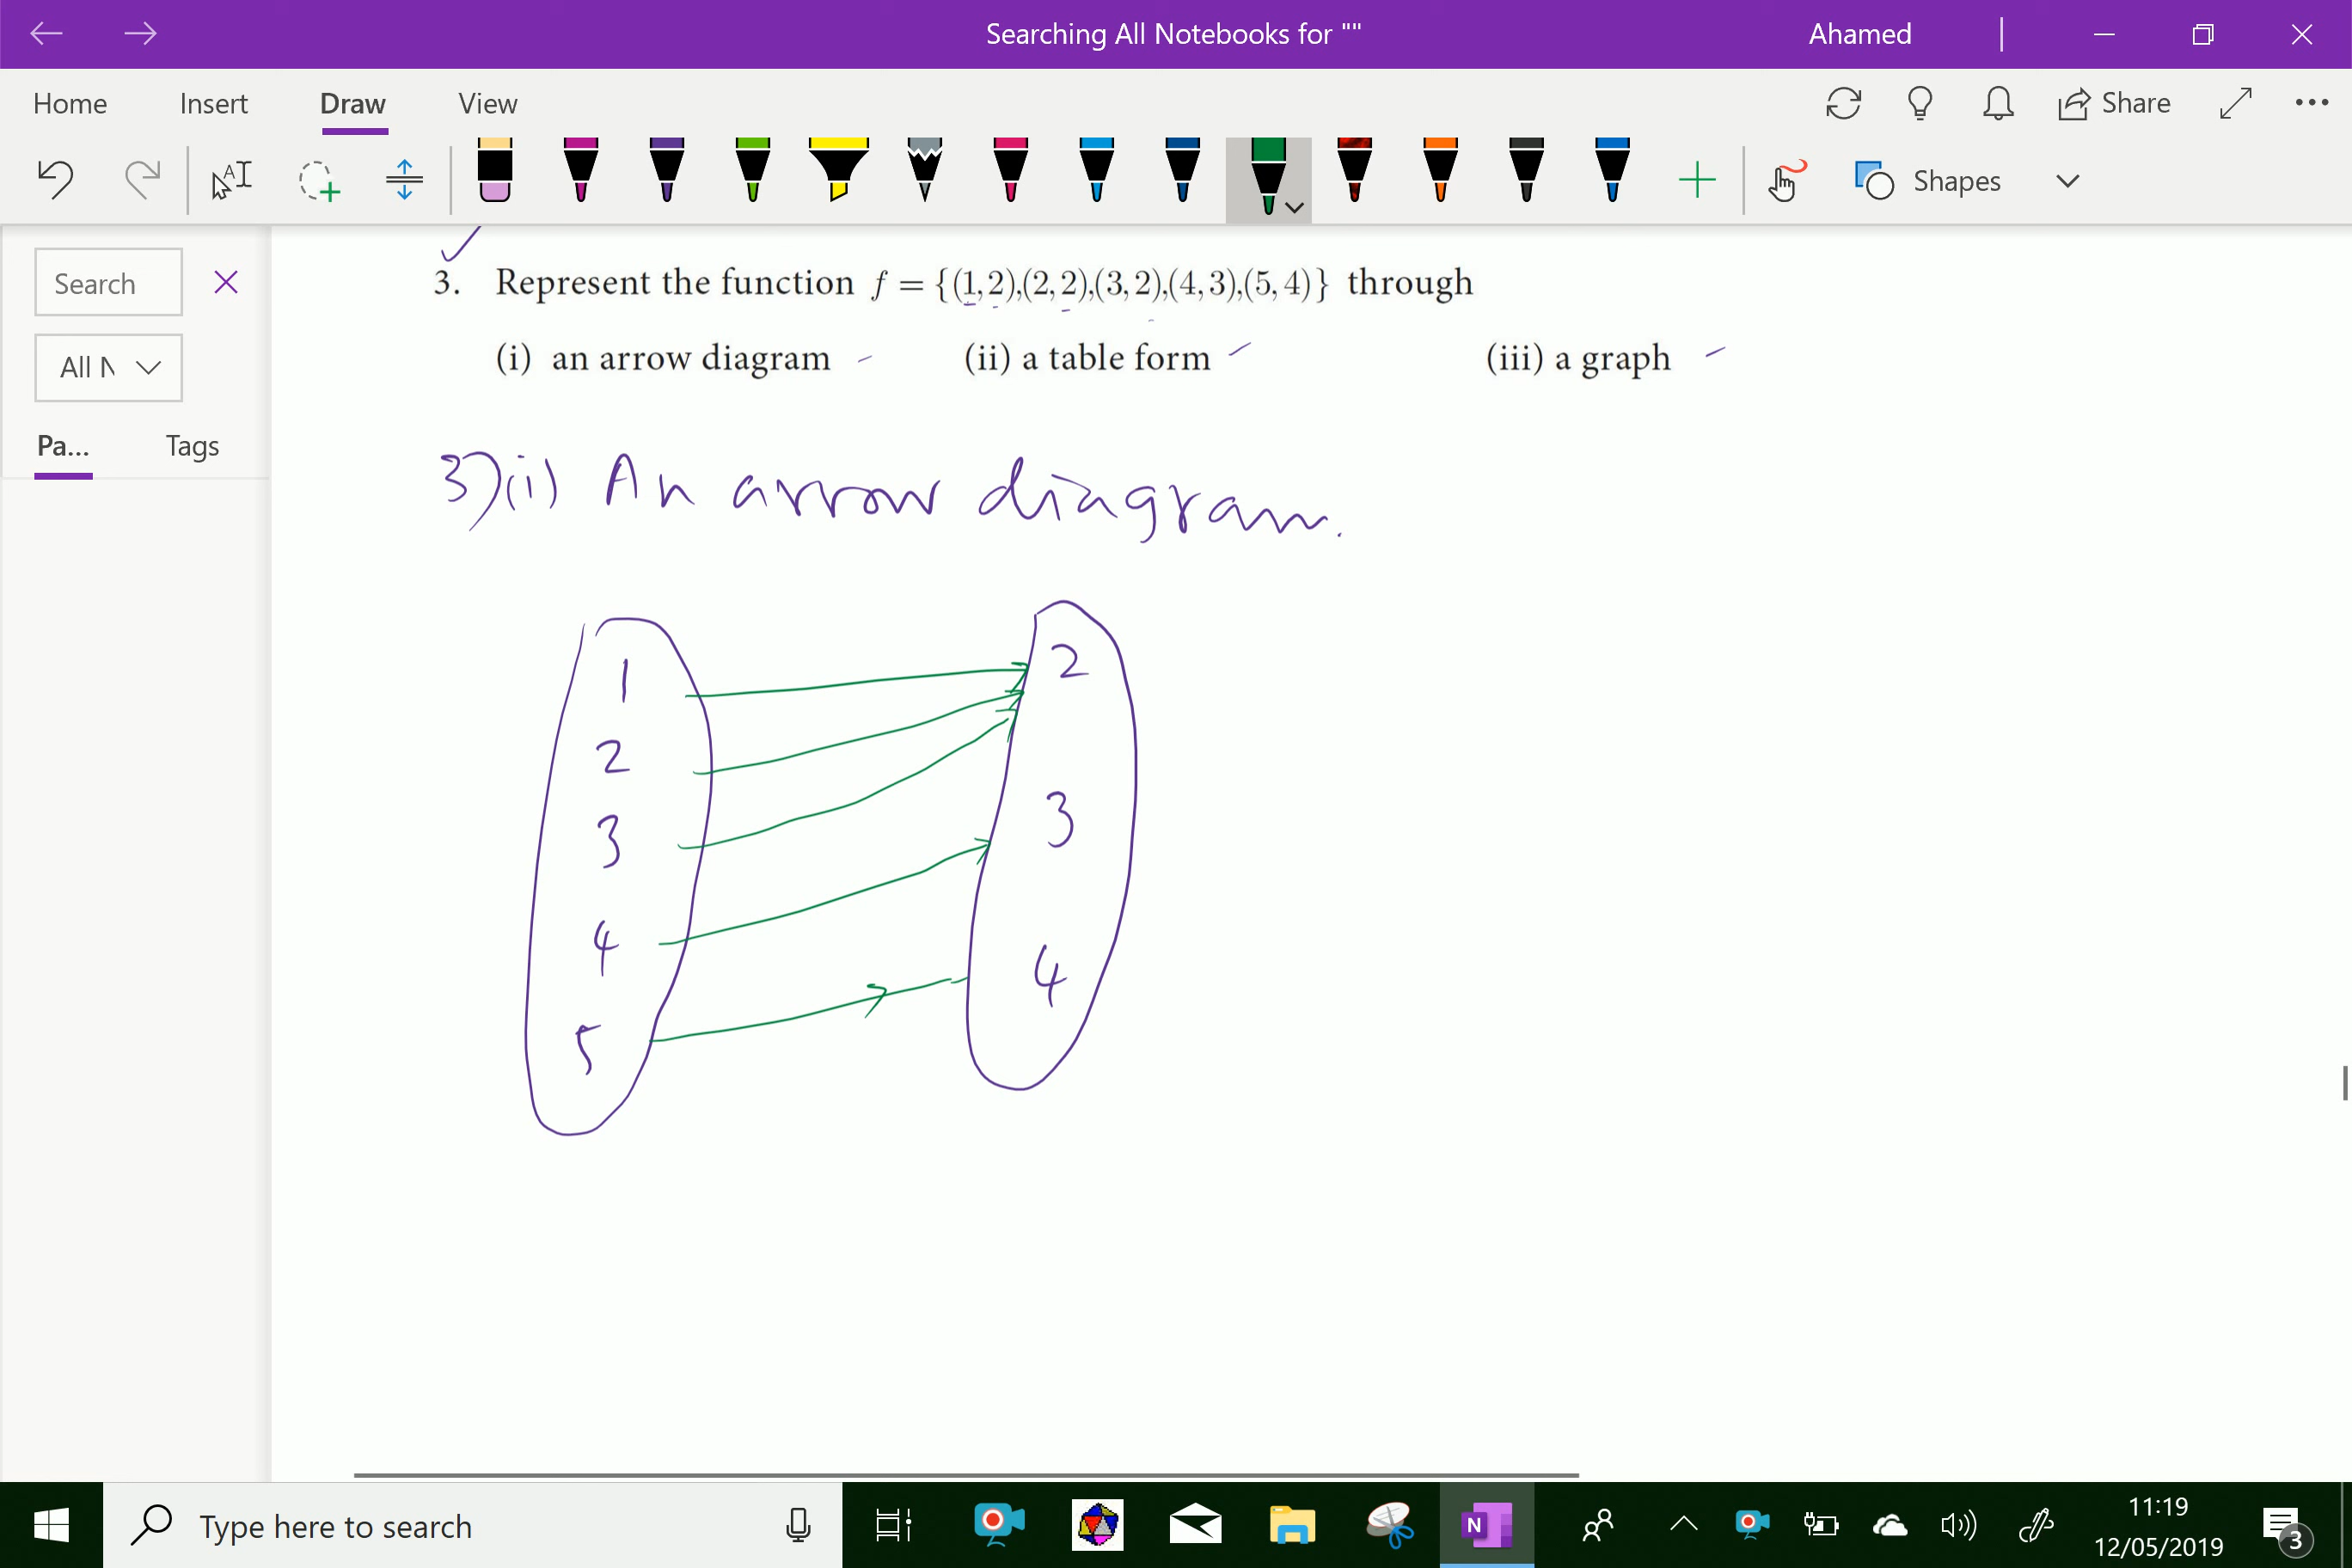 Searching All Notebooks for ""
Ahamed
Home Insert Draw View
Share
Shapes
Search
All N
Pa... Tags
3. Represent the function f = {(1,2),(2,2),(3,2),(4,3),(5,4)} through
(i) an arrow diagram (ii) a table form (iii) a graph
3)(i) An arrow diagram.
1 2
2
3 3
4 4
5
Type here to search
11:19
12/05/2019
3